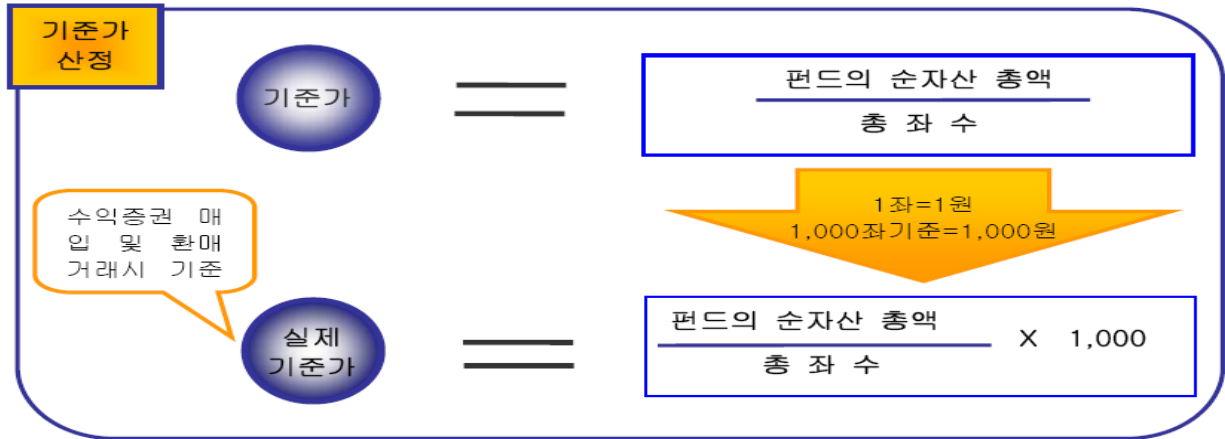 기준가
산정
기준가
펀드의 순자산 총액
총 좌 수
1좌=1원
1,000좌기준=1,000원
수익증권 매
입 및 환매
거래시 기준
실제
기준가
펀드의 순자산 총액
총 좌 수
X 1,000